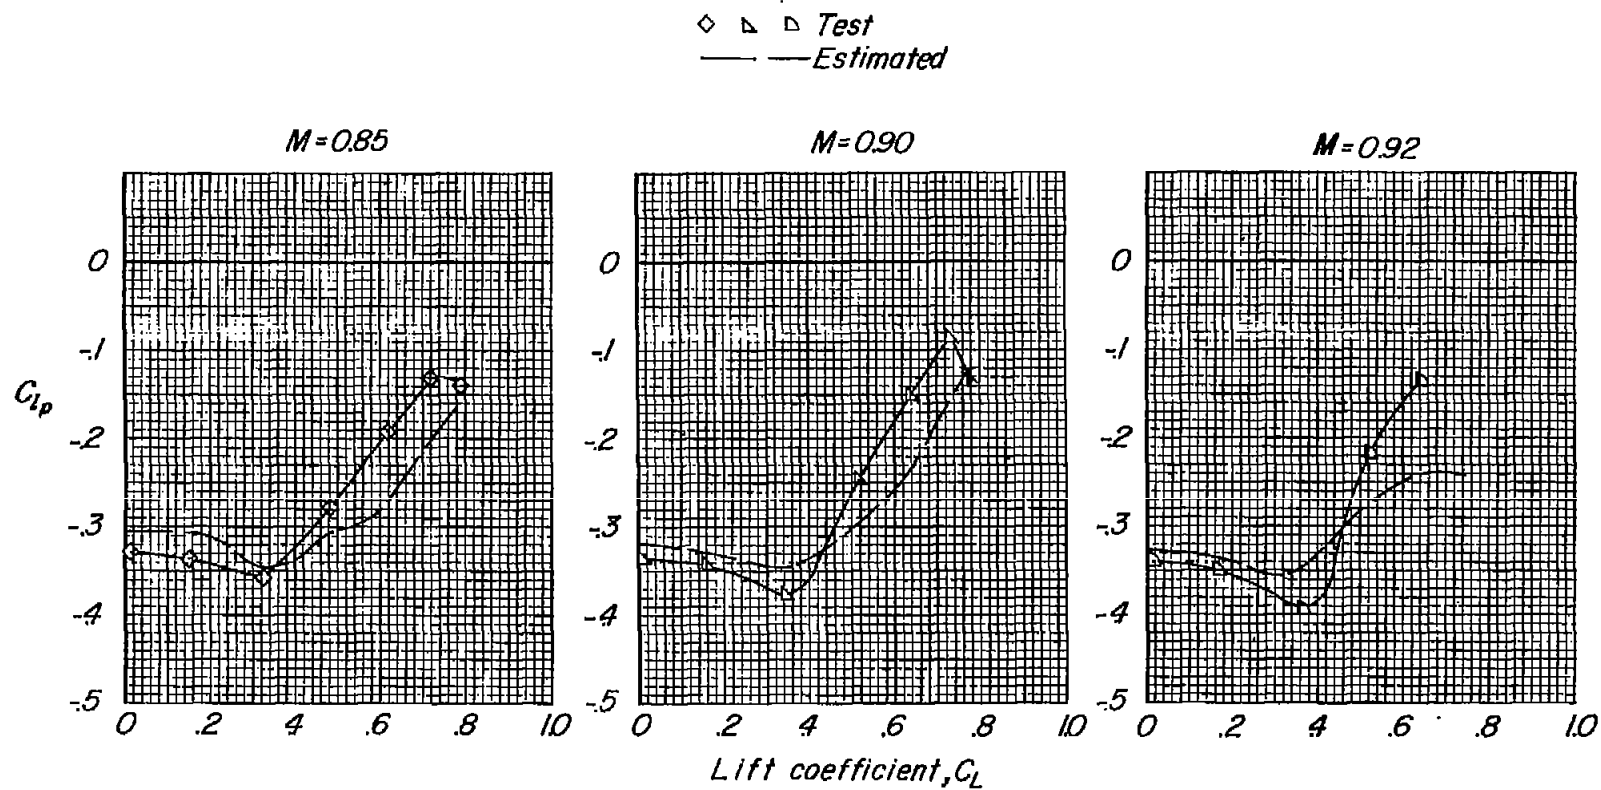 Test
Estimated
M=0.85
M=0.90
M=0.92
0
-.1
-.2
-.3
-.4
-.5
0
-.1
-.2
-.3
-.4
-.5
0
-.1
-.2
-.3
-.4
-.5
C_{l_p}
0 .2 .4 .6 .8 1.0
0 .2 .4 .6 .8 1.0
0 .2 .4 .6 .8 1.0
Lift coefficient, C_L